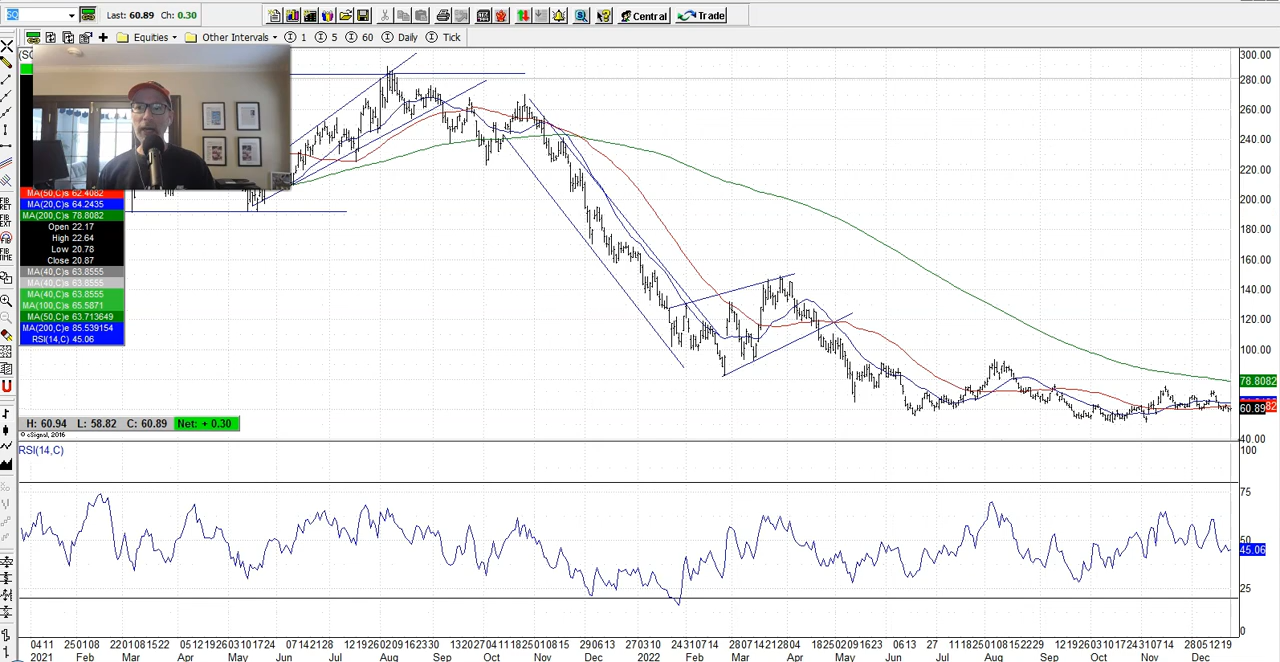 SQ Last: 60.89 Ch: 0.30 Central Trade
Equities Other Intervals 1 5 60 Daily Tick
(SQ
MA(50,C)s 62.4082
MA(20,C)s 64.2435
MA(200,C)s 78.8082
Open 22.17
High 22.64
Low 20.78
Close 20.87
MA(40,C)s 63.8555
MA(40,C)s 63.8555
MA(40,C)s 63.8555
MA(100,C)s 65.5871
MA(50,C)e 63.713649
MA(200,C)e 85.539154
RSI(14,C) 45.06
H: 60.94 L: 58.82 C: 60.89 Net: + 0.30
© eSignal, 2016
300.00
280.00
260.00
240.00
220.00
200.00
180.00
160.00
140.00
120.00
100.00
78.8082
60.89
40.00
RSI(14,C)
100
75
50
45.06
25
0
2021 Feb Mar Apr May Jun Jul Aug Sep Oct Nov Dec 2022 Feb Mar Apr May Jun Jul Aug Sep Oct Nov Dec